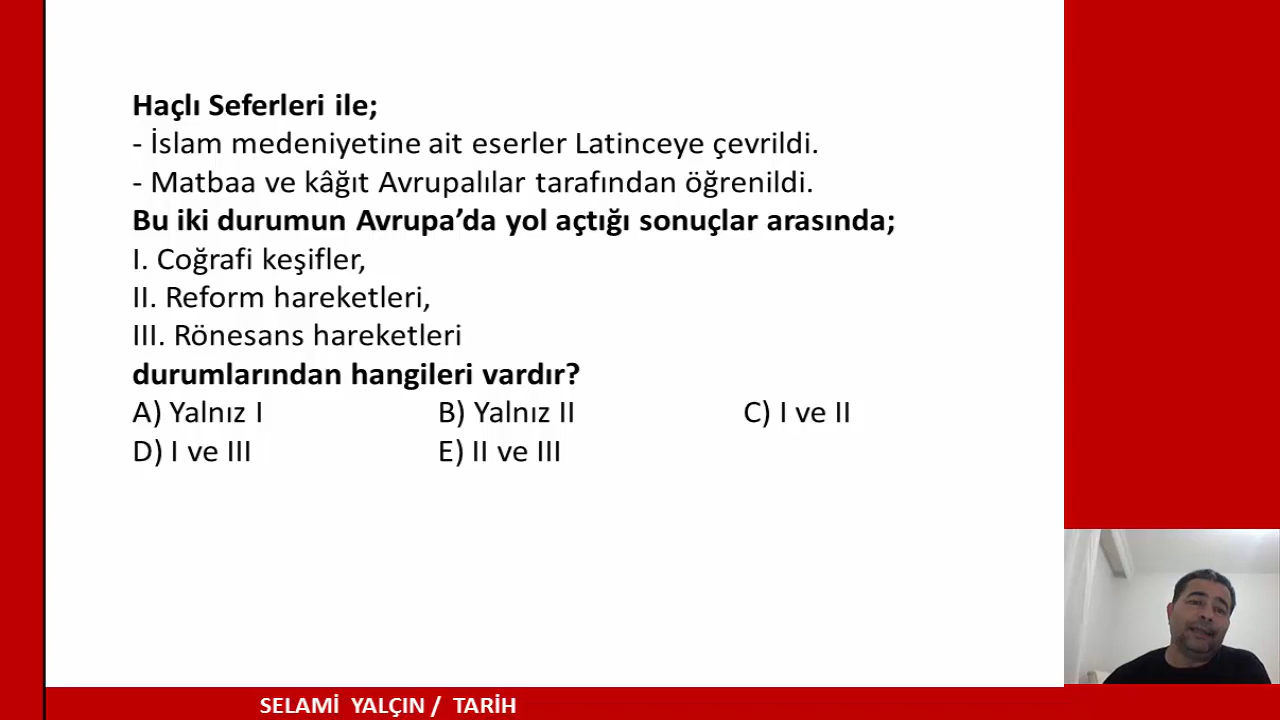 Haçlı Seferleri ile;
- İslam medeniyetine ait eserler Latinceye çevrildi.
- Matbaa ve kâğıt Avrupalılar tarafından öğrenildi.
Bu iki durumun Avrupa’da yol açtığı sonuçlar arasında;
I. Coğrafi keşifler,
II. Reform hareketleri,
III. Rönesans hareketleri
durumlarından hangileri vardır?
A) Yalnız I B) Yalnız II C) I ve II
D) I ve III E) II ve III
SELAMİ YALÇIN / TARİH